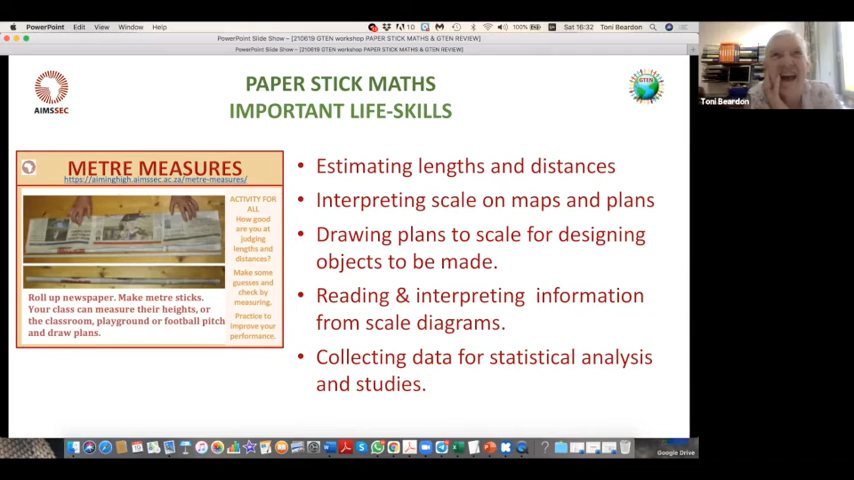 PowerPoint Edit View Window Help
10
100%
Sat 16:32 Toni Beardon
PowerPoint Slide Show – [210619 GTEN workshop PAPER STICK MATHS & GTEN REVIEW]
PowerPoint Slide Show – [210619 GTEN workshop PAPER STICK MATHS & GTEN REVIEW]
AIMSSEC
PAPER STICK MATHS
IMPORTANT LIFE-SKILLS
GTEN
Toni Beardon
METRE MEASURES
https://aiminghigh.aimssec.ac.za/metre-measures/
ACTIVITY FOR
ALL
How good
are you at
judging
lengths and
distances?
Make some
guesses and
check by
measuring.
Practice to
improve your
performance.
Roll up newspaper. Make metre sticks.
Your class can measure their heights, or
the classroom, playground or football pitch
and draw plans.
• Estimating lengths and distances
• Interpreting scale on maps and plans
• Drawing plans to scale for designing
objects to be made.
• Reading & interpreting information
from scale diagrams.
• Collecting data for statistical analysis
and studies.
Google Drive